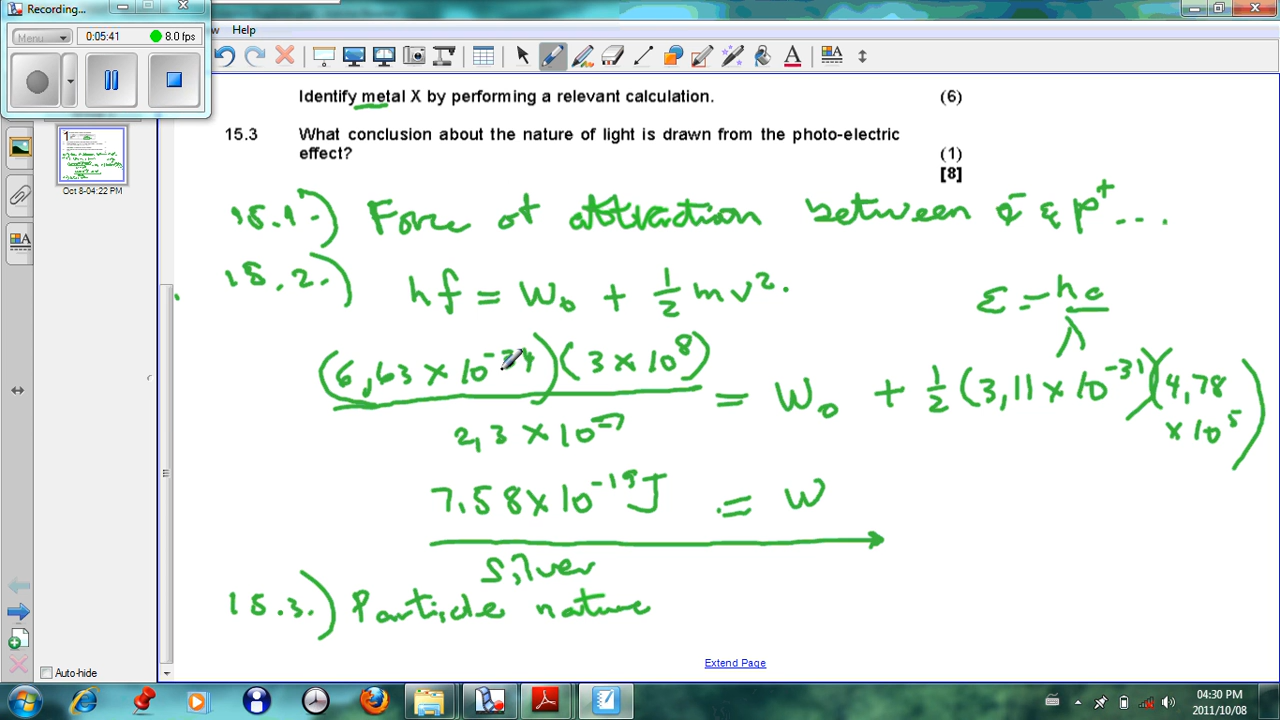 Recording...
Menu
0:05:41
8.0 fps
w Help
Identify metal X by performing a relevant calculation. (6)
15.3 What conclusion about the nature of light is drawn from the photo-electric
effect? (1)
[8]
1
Oct 8-04:22 PM
15.1.) Force of attraction between e⁻ & p⁺ ...
15.2.) hf = W₀ + 1/2 mv².
E = hc/λ
(6,63 × 10⁻³⁴)(3 × 10⁸) / 2,3 × 10⁻⁷ = W₀ + 1/2 (3,11 × 10⁻³¹)(4,78 × 10⁵)
7.58 × 10⁻¹⁹ J = W
Silver
15.3.) Particle nature
Extend Page
Auto-hide
04:30 PM
2011/10/08